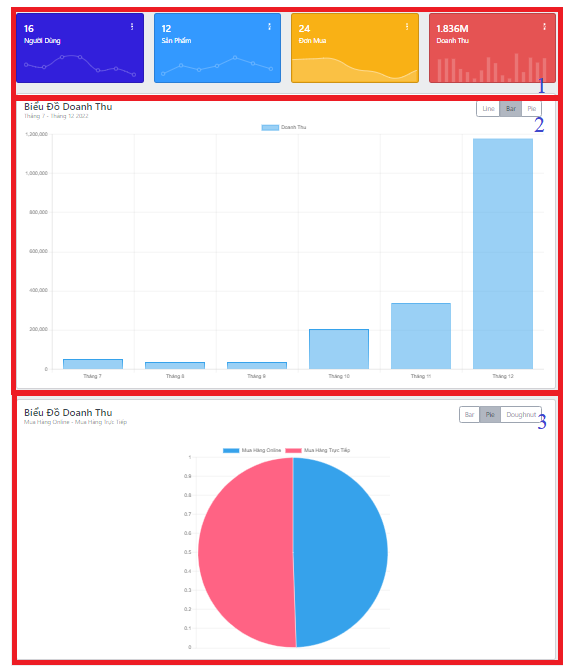 16
Người Dùng
12
Sản Phẩm
24
Đơn Mua
1.836M
Doanh Thu
1
Biểu Đồ Doanh Thu
Tháng 7 - Tháng 12 2022
Line Bar Pie
2
Doanh Thu
1,200,000
1,000,000
800,000
600,000
400,000
200,000
0
Tháng 7 Tháng 8 Tháng 9 Tháng 10 Tháng 11 Tháng 12
Biểu Đồ Doanh Thu
Mua Hàng Online - Mua Hàng Trực Tiếp
Bar Pie Doughnut
3
Mua Hàng Online Mua Hàng Trực Tiếp
1
0.9
0.8
0.7
0.6
0.5
0.4
0.3
0.2
0.1
0